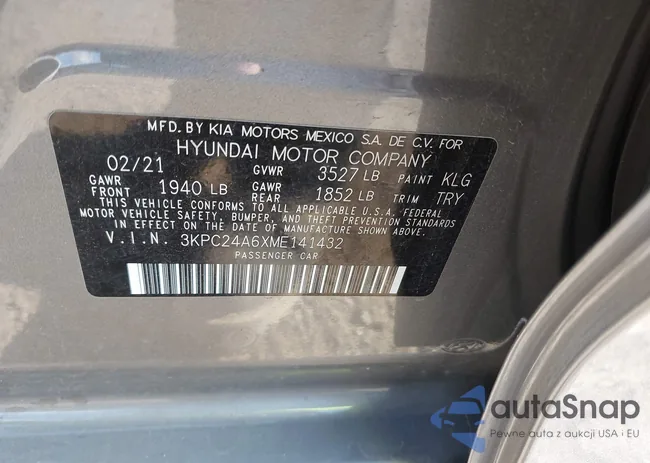 MFD. BY KIA MOTORS MEXICO S.A. DE C.V. FOR
HYUNDAI MOTOR COMPANY
02/21 GVWR 3527 LB PAINT KLG
GAWR FRONT 1940 LB GAWR REAR 1852 LB TRIM TRY
THIS VEHICLE CONFORMS TO ALL APPLICABLE U.S.A. FEDERAL
MOTOR VEHICLE SAFETY, BUMPER, AND THEFT PREVENTION STANDARDS
IN EFFECT ON THE DATE OF MANUFACTURE SHOWN ABOVE.
V.I.N. 3KPC24A6XME141432
PASSENGER CAR
autaSnap
Pewne auta z aukcji USA i EU